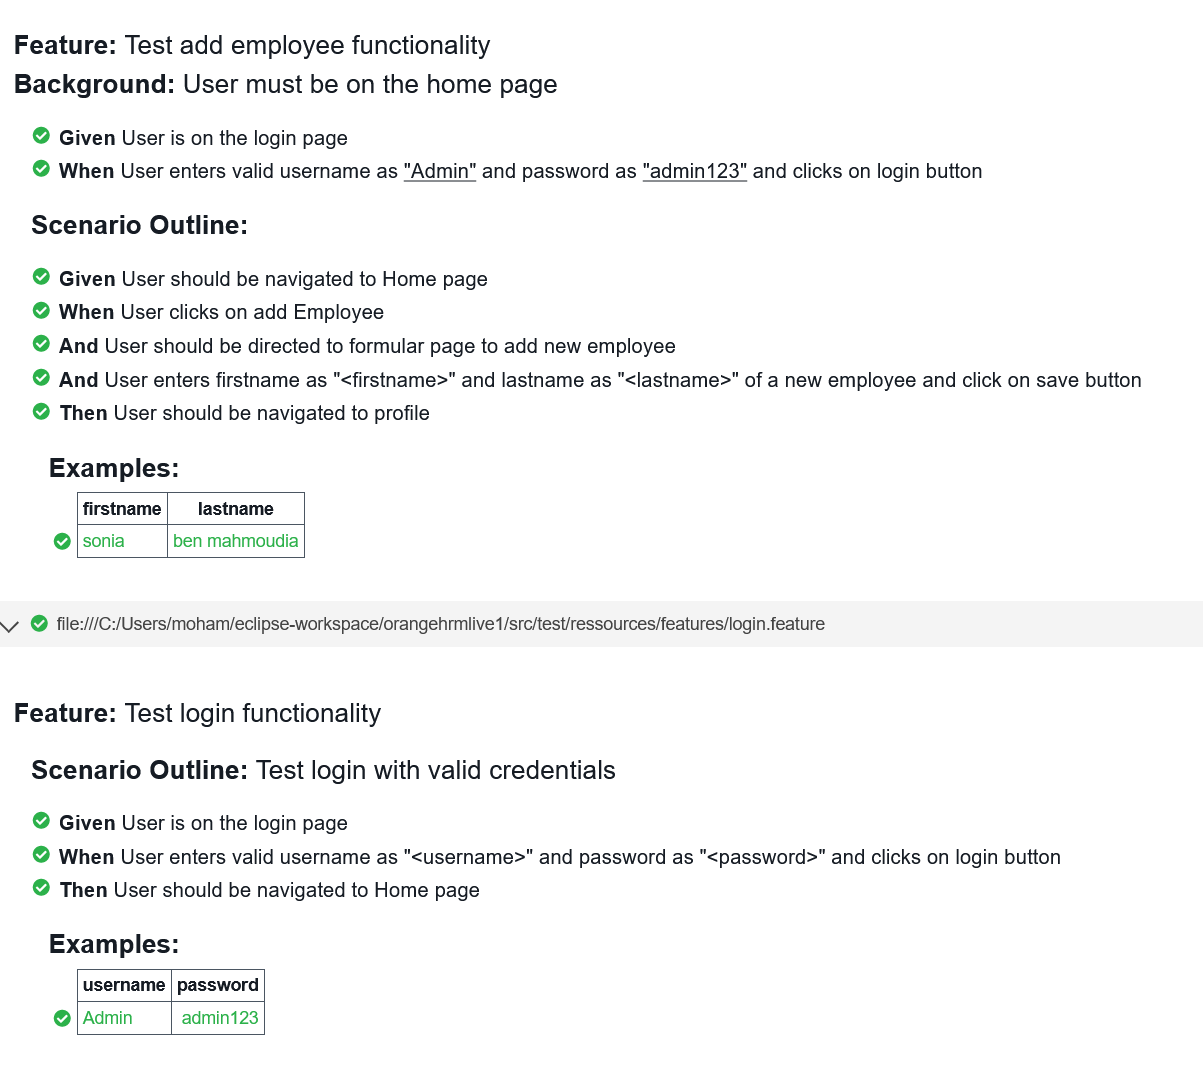 Feature: Test add employee functionality
Background: User must be on the home page
Given User is on the login page
When User enters valid username as "Admin" and password as "admin123" and clicks on login button
Scenario Outline:
Given User should be navigated to Home page
When User clicks on add Employee
And User should be directed to formular page to add new employee
And User enters firstname as "<firstname>" and lastname as "<lastname>" of a new employee and click on save button
Then User should be navigated to profile
Examples:
firstname lastname
sonia ben mahmoudia
file:///C:/Users/moham/eclipse-workspace/orangehrmlive1/src/test/ressources/features/login.feature
Feature: Test login functionality
Scenario Outline: Test login with valid credentials
Given User is on the login page
When User enters valid username as "<username>" and password as "<password>" and clicks on login button
Then User should be navigated to Home page
Examples:
username password
Admin admin123